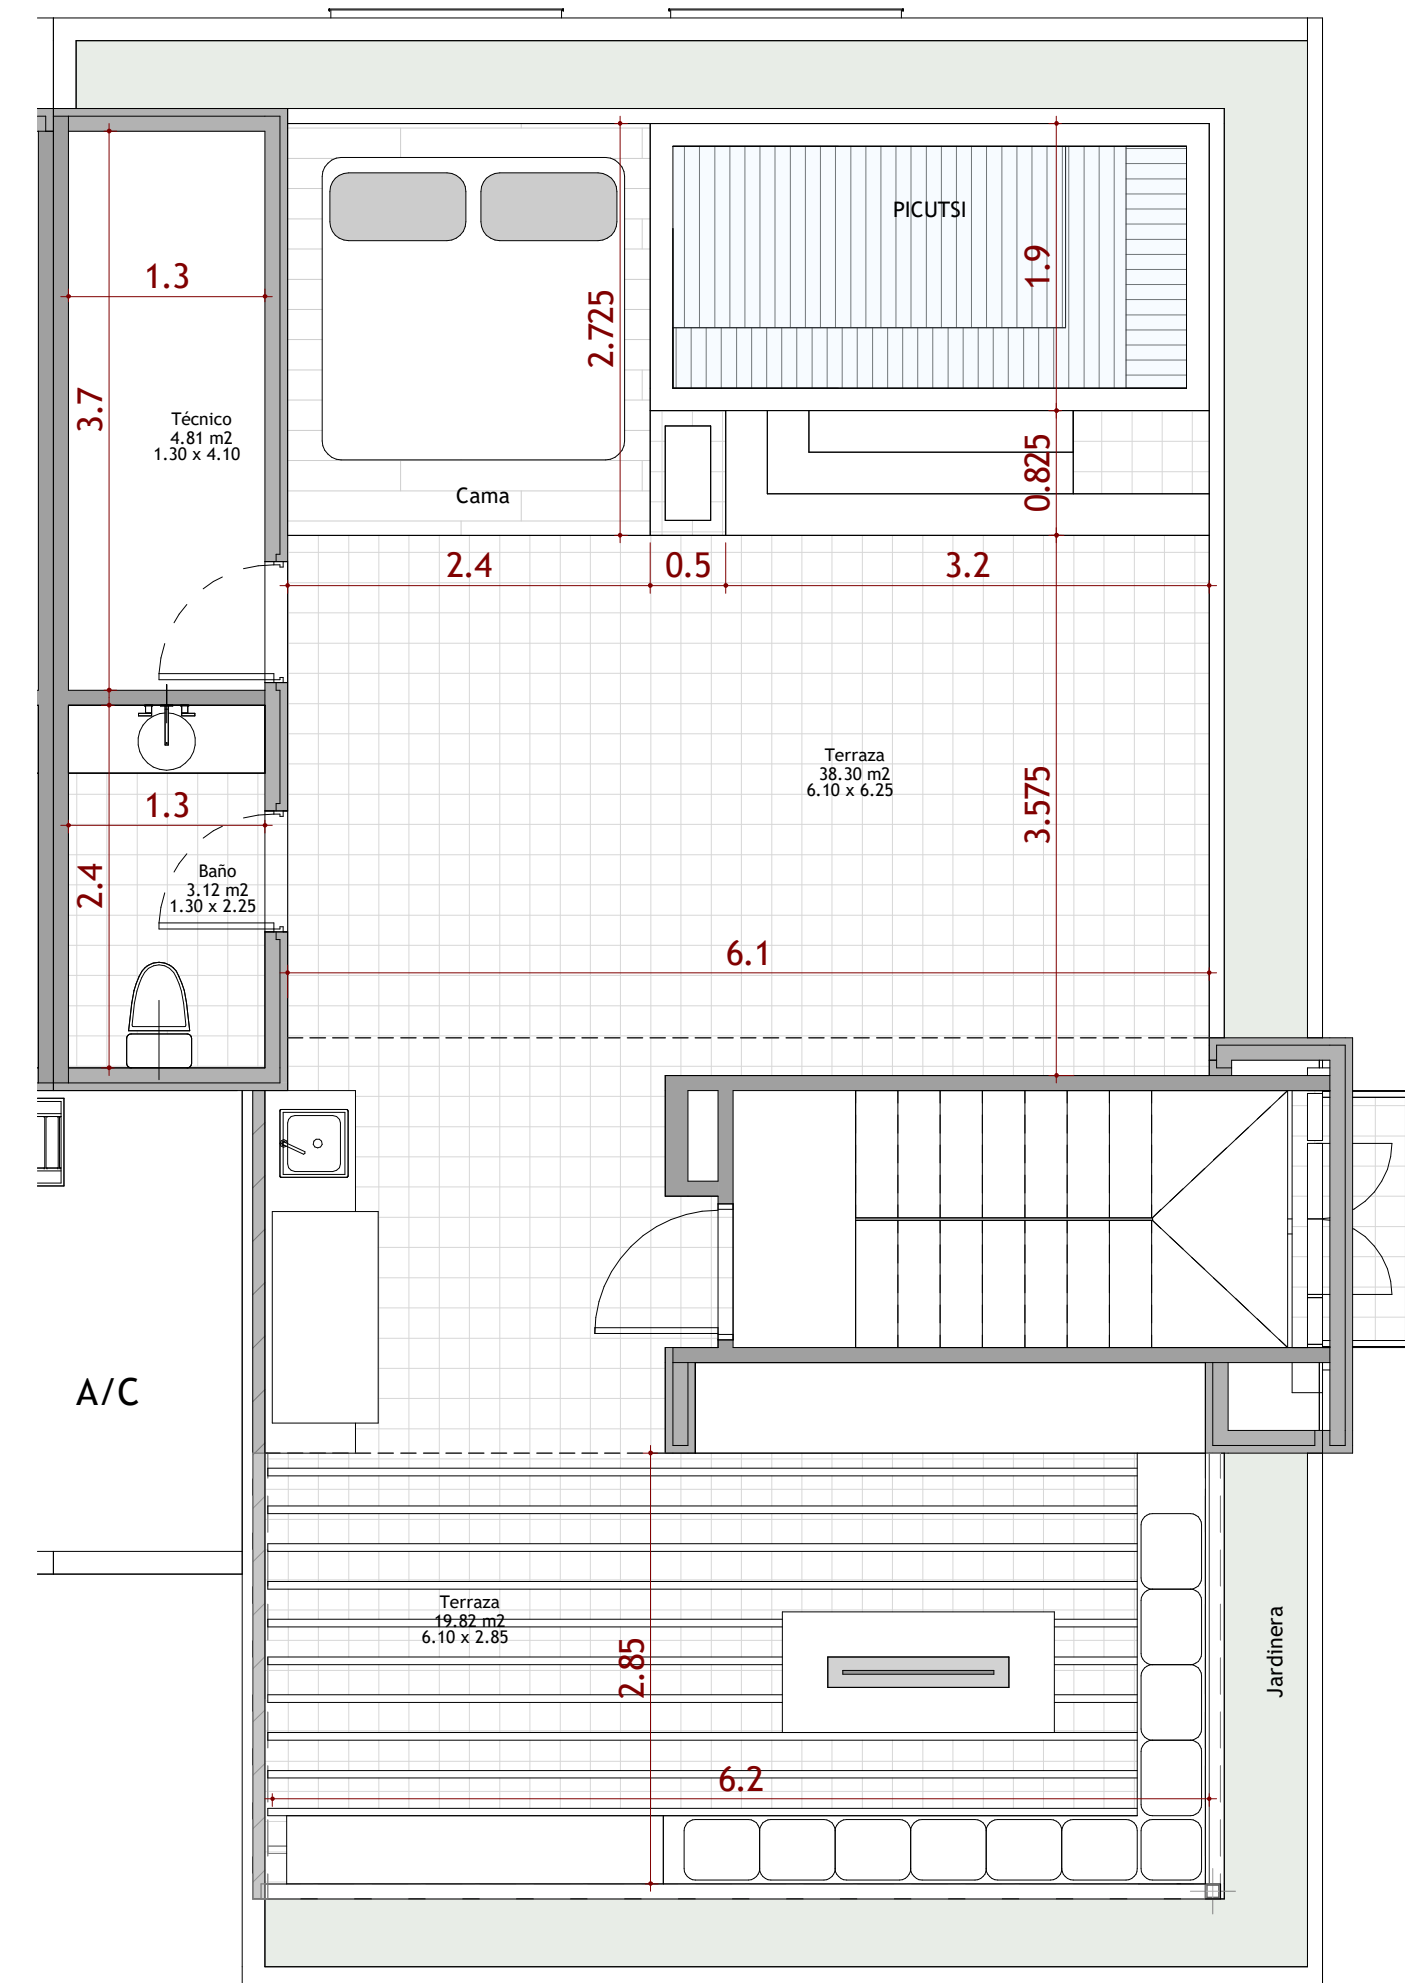 PICUTSI
1.9
1.3
2.725
3.7
Técnico
4.81 m2
1.30 x 4.10
0.825
Cama
2.4
0.5
3.2
Terraza
38.30 m2
6.10 x 6.25
3.575
1.3
2.4
Baño
3.12 m2
1.30 x 2.25
6.1
A/C
Terraza
19.82 m2
6.10 x 2.85
2.85
Jardinera
6.2